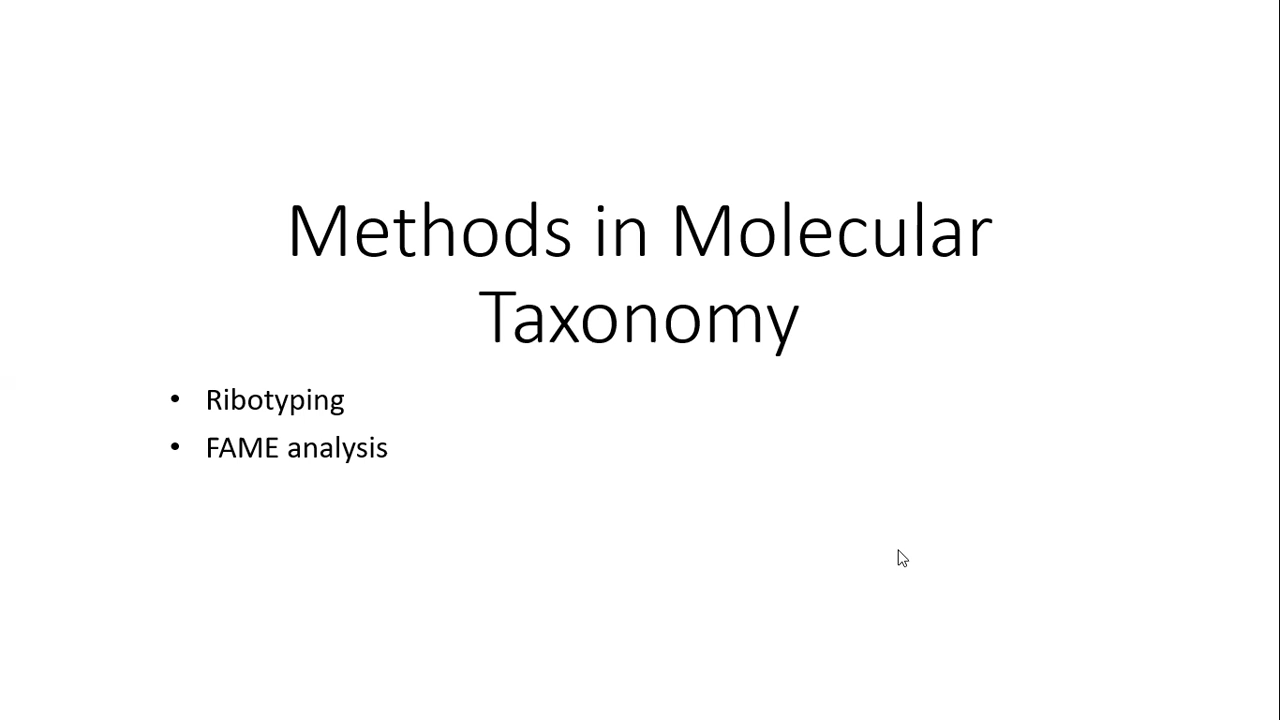 Methods in Molecular
Taxonomy
• Ribotyping
• FAME analysis